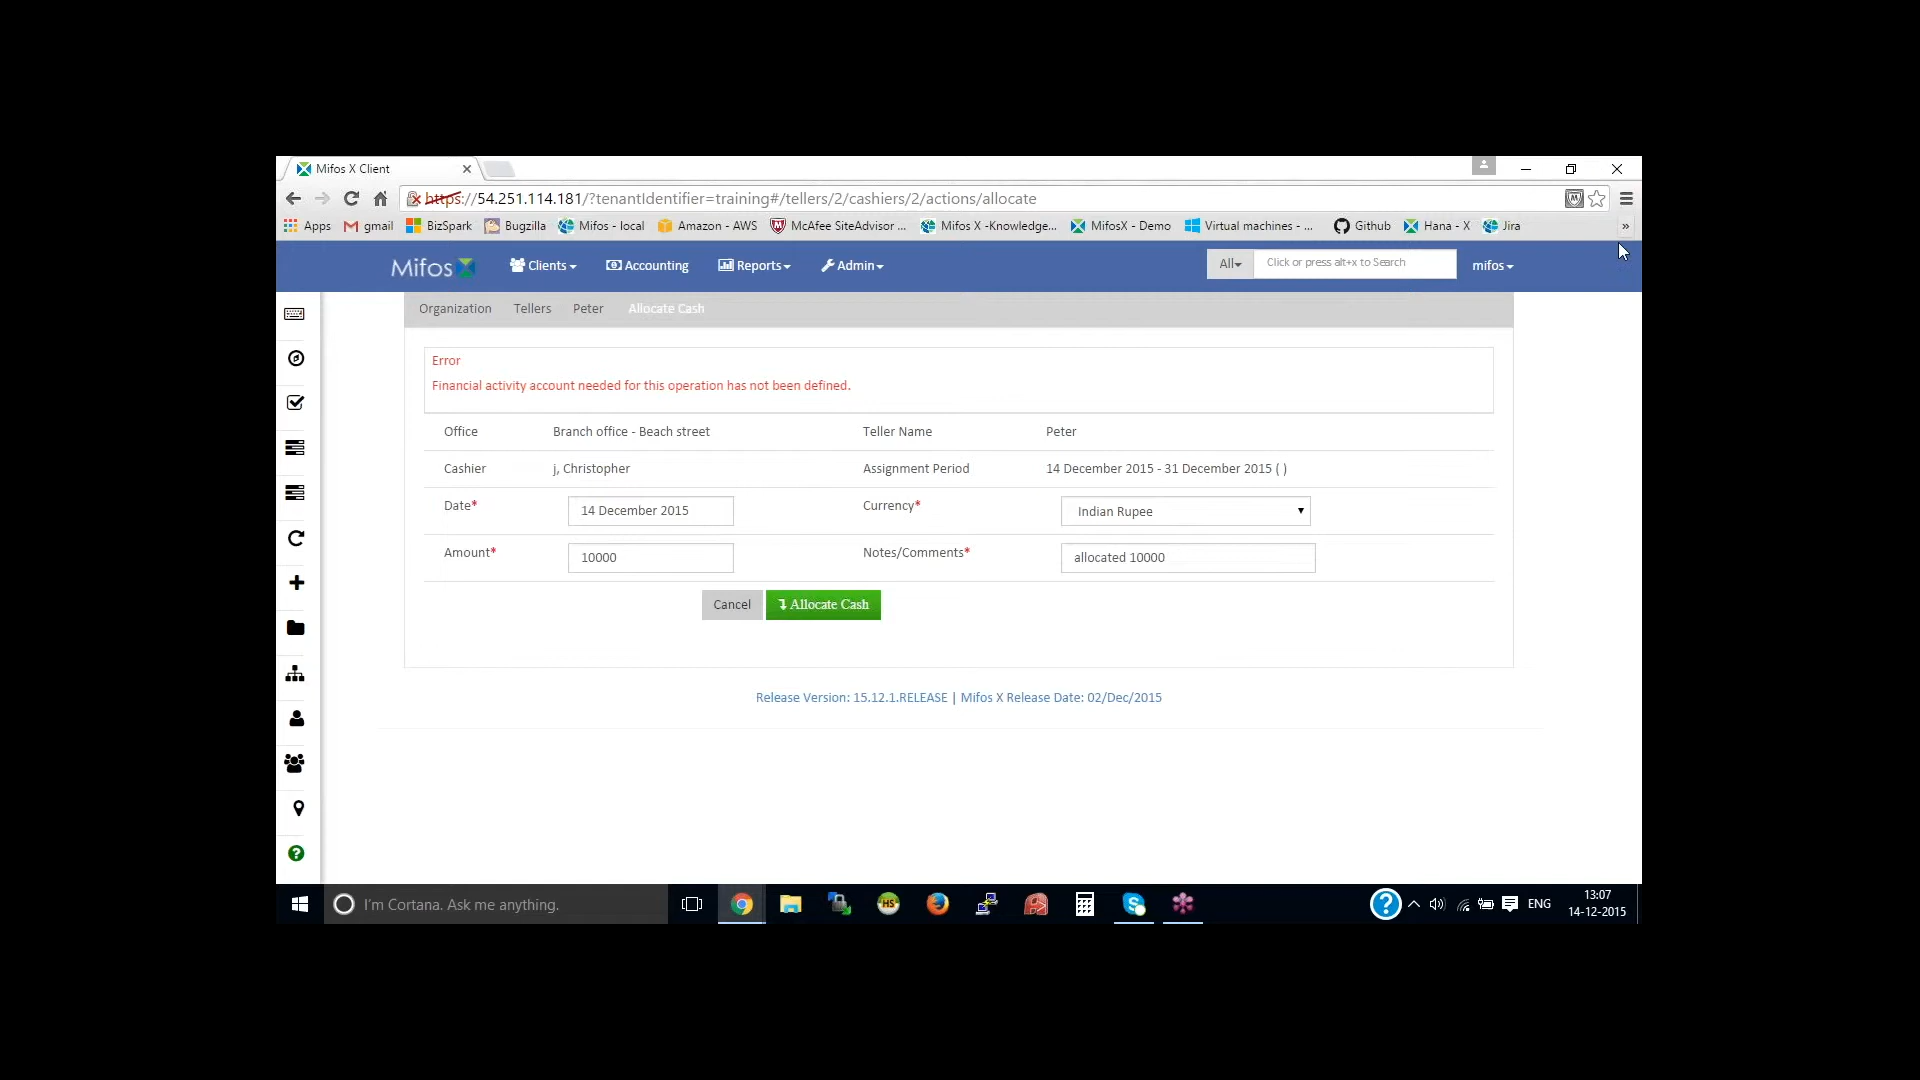 Mifos X Client
https://54.251.114.181/?tenantIdentifier=training#/tellers/2/cashiers/2/actions/allocate
Apps gmail BizSpark Bugzilla Mifos - local Amazon - AWS McAfee SiteAdvisor ... Mifos X -Knowledge... MifosX - Demo Virtual machines - ... Github Hana - X Jira »
Mifos X Clients Accounting Reports Admin All Click or press alt+x to Search mifos
Organization Tellers Peter Allocate Cash
Error
Financial activity account needed for this operation has not been defined.
Office Branch office - Beach street Teller Name Peter
Cashier j, Christopher Assignment Period 14 December 2015 - 31 December 2015 ( )
Date* 14 December 2015 Currency* Indian Rupee
Amount* 10000 Notes/Comments* allocated 10000
Cancel Allocate Cash
Release Version: 15.12.1.RELEASE | Mifos X Release Date: 02/Dec/2015
I'm Cortana. Ask me anything. HS ? ENG 13:07
14-12-2015